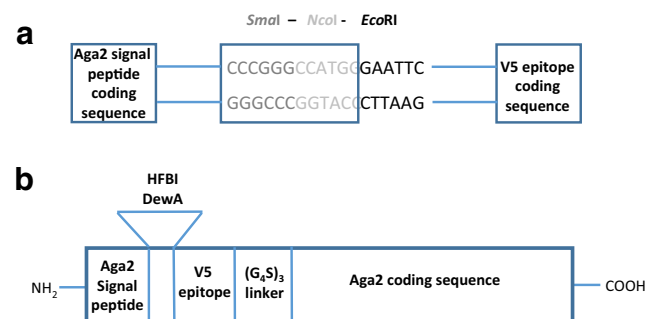 a
SmaI – NcoI - EcoRI
Aga2 signal
peptide
coding
sequence
CCCGGGCCATGGGAATTC
GGGCCCGGTACCCTTAAG
V5 epitope
coding
sequence
b
HFBI
DewA
NH2
Aga2
Signal
peptide
V5
epitope
(G4S)3
linker
Aga2 coding sequence
COOH